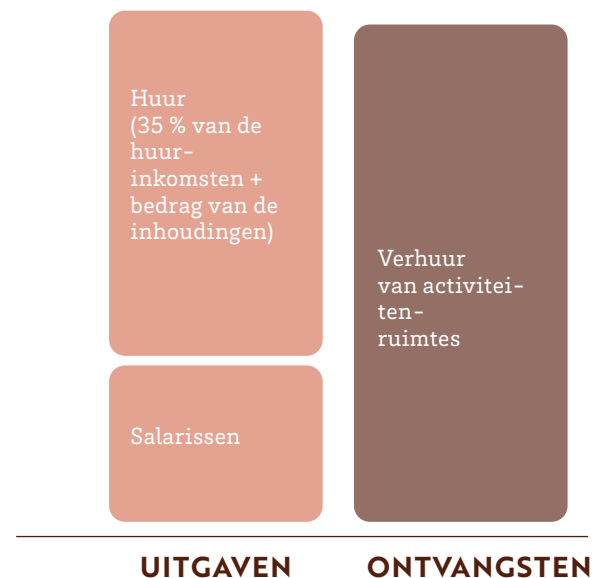 Huur
(35 % van de
huur-
inkomsten +
bedrag van de
inhoudingen)
Salarissen
Verhuur
van activitei-
ten-
ruimtes
UITGAVEN
ONTVANGSTEN